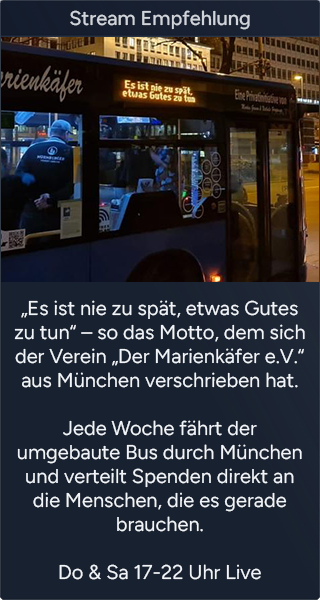 Stream Empfehlung
arienkäfer
Es ist nie zu spät,
etwas Gutes zu tun
Eine Privatinitiative von
„Es ist nie zu spät, etwas Gutes
zu tun“ – so das Motto, dem sich
der Verein „Der Marienkäfer e.V.“
aus München verschrieben hat.
Jede Woche fährt der
umgebaute Bus durch München
und verteilt Spenden direkt an
die Menschen, die es gerade
brauchen.
Do & Sa 17-22 Uhr Live